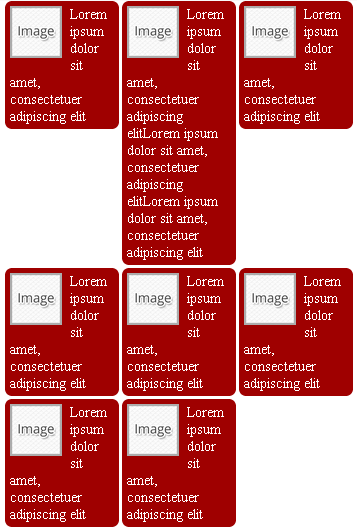 Image
Lorem
ipsum
dolor
sit
amet,
consectetuer
adipiscing elit
Image
Lorem
ipsum
dolor
sit
amet,
consectetuer
adipiscing
elitLorem ipsum
dolor sit amet,
consectetuer
adipiscing
elitLorem ipsum
dolor sit amet,
consectetuer
adipiscing elit
Image
Lorem
ipsum
dolor
sit
amet,
consectetuer
adipiscing elit
Image
Lorem
ipsum
dolor
sit
amet,
consectetuer
adipiscing elit
Image
Lorem
ipsum
dolor
sit
amet,
consectetuer
adipiscing elit
Image
Lorem
ipsum
dolor
sit
amet,
consectetuer
adipiscing elit
Image
Lorem
ipsum
dolor
sit
amet,
consectetuer
adipiscing elit
Image
Lorem
ipsum
dolor
sit
amet,
consectetuer
adipiscing elit